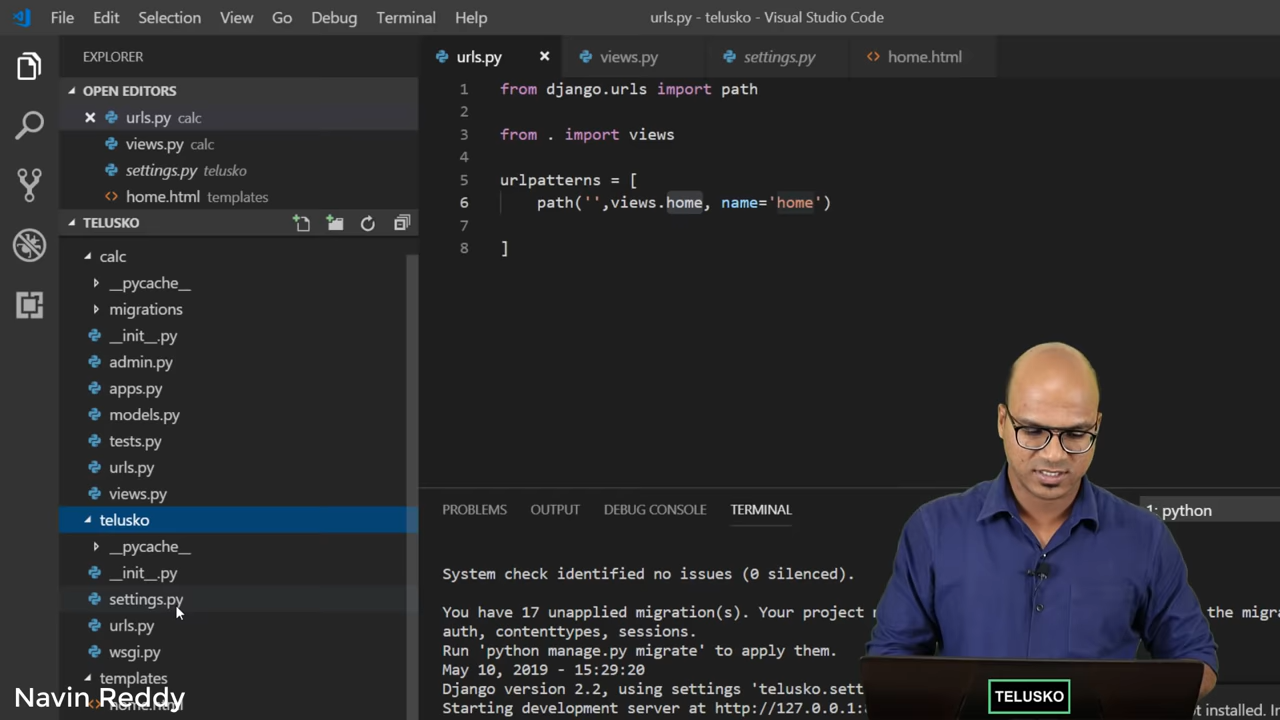 File Edit Selection View Go Debug Terminal Help
urls.py - telusko - Visual Studio Code
EXPLORER
OPEN EDITORS
urls.py calc
views.py calc
settings.py telusko
home.html templates
TELUSKO
calc
__pycache__
migrations
__init__.py
admin.py
apps.py
models.py
tests.py
urls.py
views.py
telusko
__pycache__
__init__.py
settings.py
urls.py
wsgi.py
templates
home.html
urls.py views.py settings.py home.html
1 from django.urls import path
2
3 from . import views
4
5 urlpatterns = [
6 path('',views.home, name='home')
7
8 ]
PROBLEMS OUTPUT DEBUG CONSOLE TERMINAL
1: python
System check identified no issues (0 silenced).
You have 17 unapplied migration(s). Your project the migra
auth, contenttypes, sessions.
Run 'python manage.py migrate' to apply them.
May 10, 2019 - 15:29:20
Django version 2.2, using settings 'telusko.sett
Starting development server at http://127.0.0.1:8
ot installed. In
Navin Reddy
TELUSKO